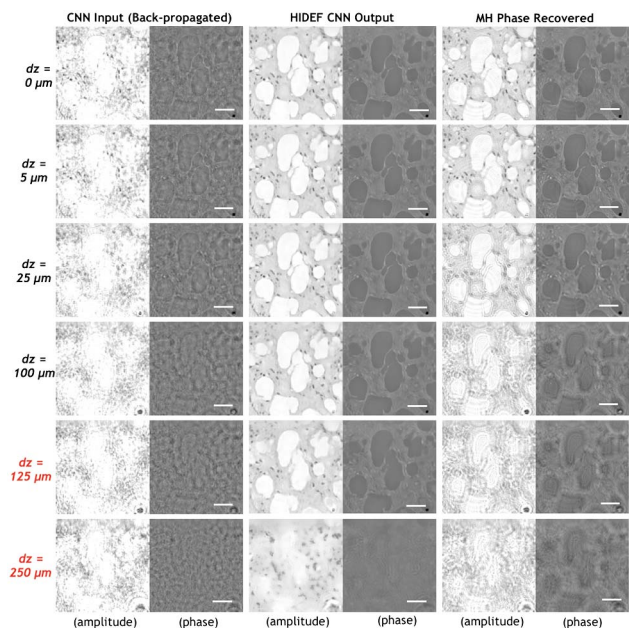 CNN Input (Back-propagated)
HIDEF CNN Output
MH Phase Recovered
dz =
0 µm
dz =
5 µm
dz =
25 µm
dz =
100 µm
dz =
125 µm
dz =
250 µm
(amplitude)
(phase)
(amplitude)
(phase)
(amplitude)
(phase)